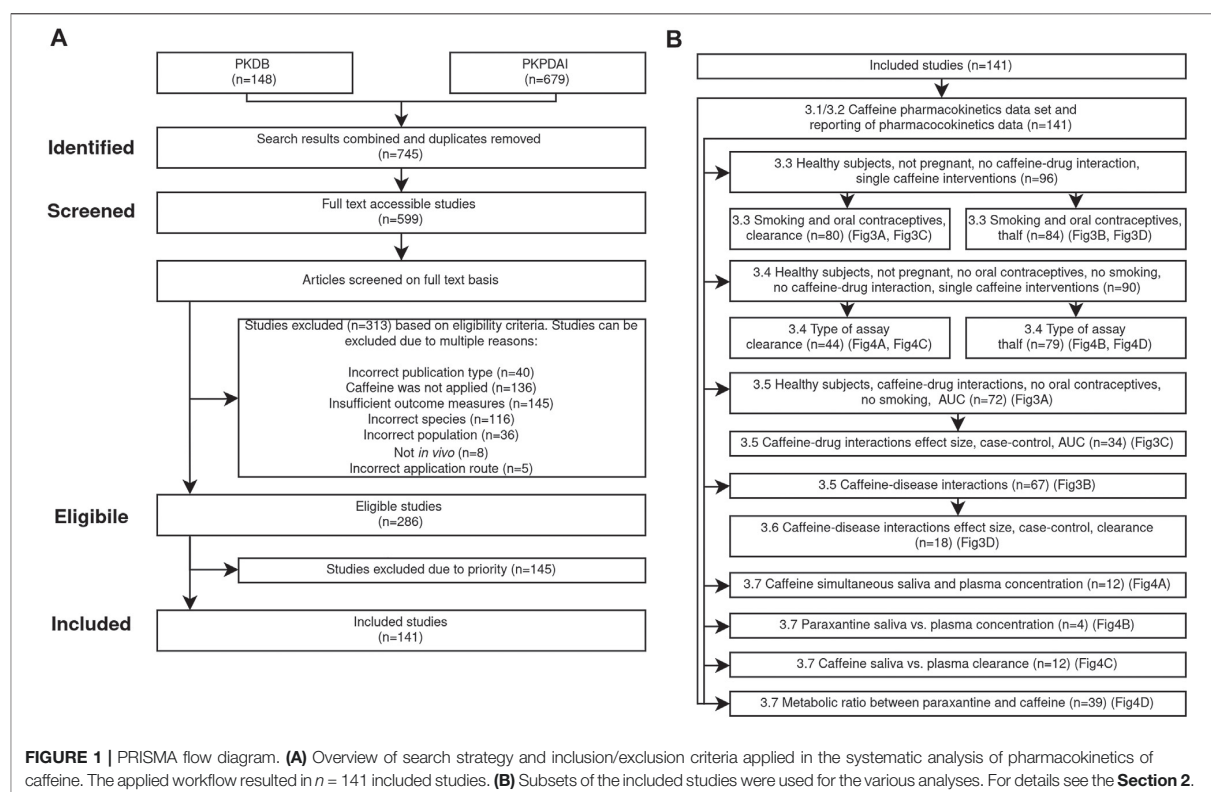 A
PKDB
(n=148)
PKPDAI
(n=679)
Identified
Search results combined and duplicates removed
(n=745)
Screened
Full text accessible studies
(n=599)
Articles screened on full text basis
Studies excluded (n=313) based on eligibility criteria. Studies can be
excluded due to multiple reasons:
Incorrect publication type (n=40)
Caffeine was not applied (n=136)
Insufficient outcome measures (n=145)
Incorrect species (n=116)
Incorrect population (n=36)
Not in vivo (n=8)
Incorrect application route (n=5)
Eligibile
Eligible studies
(n=286)
Studies excluded due to priority (n=145)
Included
Included studies
(n=141)
B
Included studies (n=141)
3.1/3.2 Caffeine pharmacokinetics data set and
reporting of pharmacocokinetics data (n=141)
3.3 Healthy subjects, not pregnant, no caffeine-drug interaction,
single caffeine interventions (n=96)
3.3 Smoking and oral contraceptives,
clearance (n=80) (Fig3A, Fig3C)
3.3 Smoking and oral contraceptives,
thalf (n=84) (Fig3B, Fig3D)
3.4 Healthy subjects, not pregnant, no oral contraceptives, no smoking,
no caffeine-drug interaction, single caffeine interventions (n=90)
3.4 Type of assay
clearance (n=44) (Fig4A, Fig4C)
3.4 Type of assay
thalf (n=79) (Fig4B, Fig4D)
3.5 Healthy subjects, caffeine-drug interactions, no oral contraceptives,
no smoking, AUC (n=72) (Fig3A)
3.5 Caffeine-drug interactions effect size, case-control, AUC (n=34) (Fig3C)
3.5 Caffeine-disease interactions (n=67) (Fig3B)
3.6 Caffeine-disease interactions effect size, case-control, clearance
(n=18) (Fig3D)
3.7 Caffeine simultaneous saliva and plasma concentration (n=12) (Fig4A)
3.7 Paraxantine saliva vs. plasma concentration (n=4) (Fig4B)
3.7 Caffeine saliva vs. plasma clearance (n=12) (Fig4C)
3.7 Metabolic ratio between paraxantine and caffeine (n=39) (Fig4D)
FIGURE 1 | PRISMA flow diagram. (A) Overview of search strategy and inclusion/exclusion criteria applied in the systematic analysis of pharmacokinetics of
caffeine. The applied workflow resulted in n = 141 included studies. (B) Subsets of the included studies were used for the various analyses. For details see the Section 2.